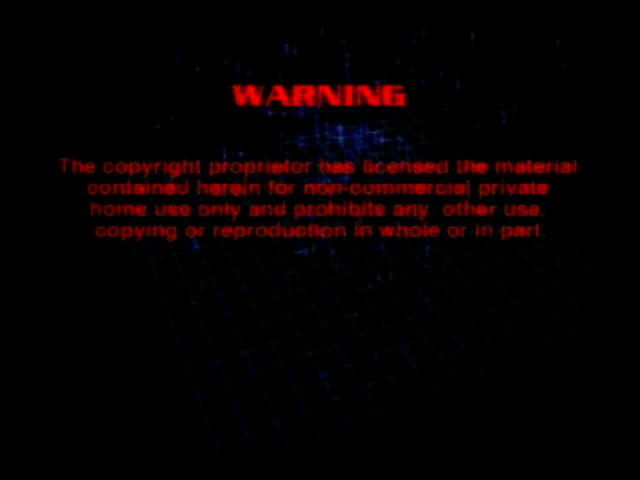 WARNING
The copyright proprietor has licensed the material
contained herein for non-commercial private
home use only and prohibits any other use,
copying or reproduction in whole or in part.